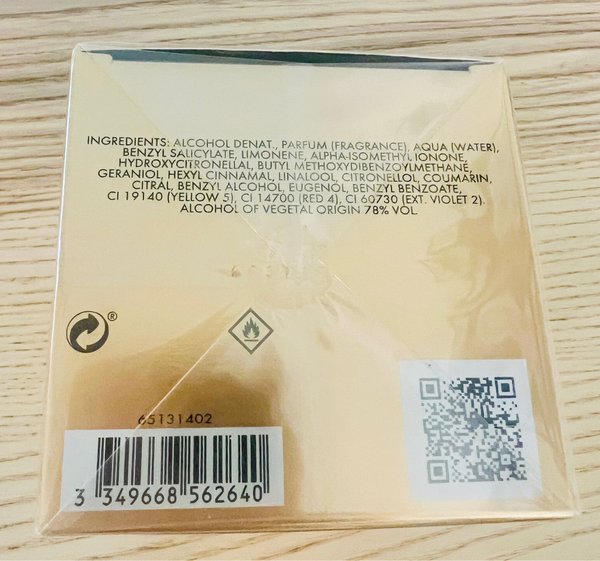 INGREDIENTS: ALCOHOL DENAT., PARFUM (FRAGRANCE), AQUA (WATER),
BENZYL SALICYLATE, LIMONENE, ALPHA-ISOMETHYL IONONE,
HYDROXYCITRONELLAL, BUTYL METHOXYDIBENZOYLMETHANE,
GERANIOL, HEXYL CINNAMAL, LINALOOL, CITRONELLOL, COUMARIN,
CITRAL, BENZYL ALCOHOL, EUGENOL, BENZYL BENZOATE,
CI 19140 (YELLOW 5), CI 14700 (RED 4), CI 60730 (EXT. VIOLET 2).
ALCOHOL OF VEGETAL ORIGIN 78% VOL.
®
65131402
3 349668 562640